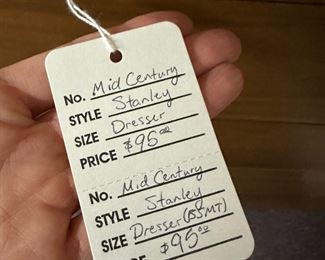 No. Mid Century
STYLE Stanley
SIZE Dresser
PRICE $95.00
No. Mid Century
STYLE Stanley
SIZE Dresser
$95.00